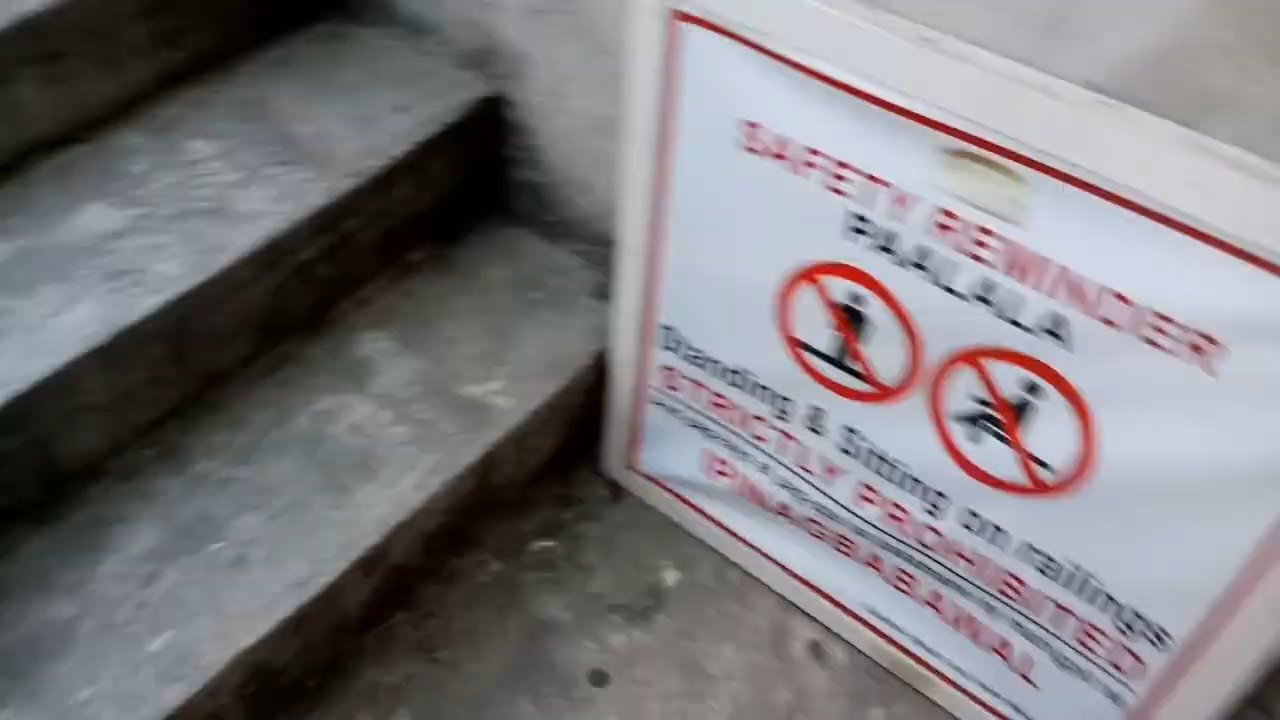 SAFETY REMINDER
PAALALA
Standing & Sitting on railings
STRICTLY PROHIBITED
IPINAGBABAWAL